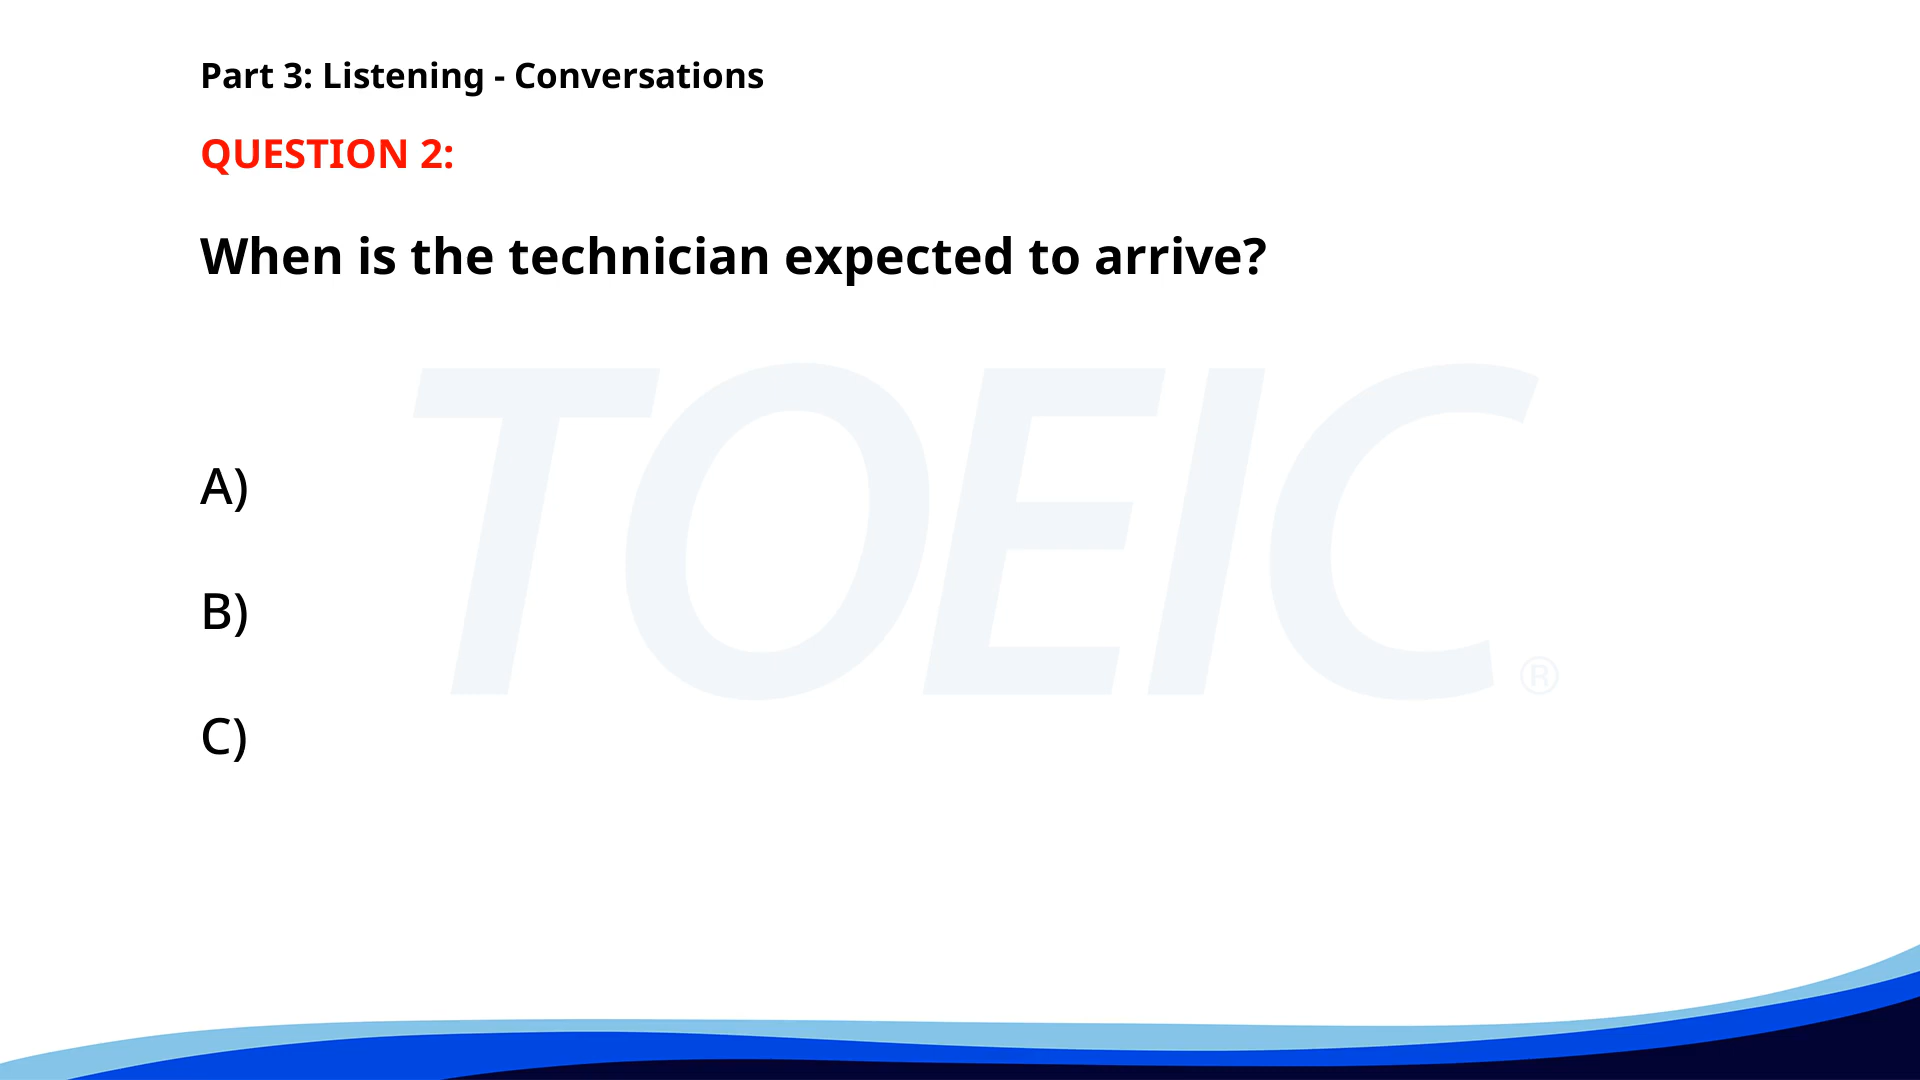 Part 3: Listening - Conversations
QUESTION 2:
When is the technician expected to arrive?
TOEIC®
A)
B)
C)